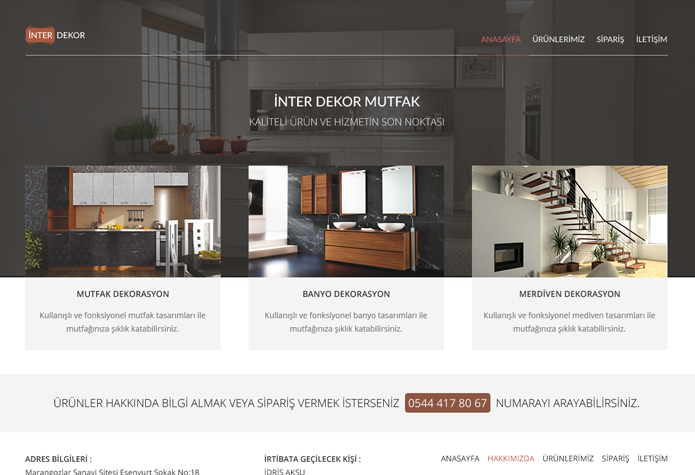 İNTER DEKOR
ANASAYFA ÜRÜNLERİMİZ SİPARİŞ İLETİŞİM
İNTER DEKOR MUTFAK
KALİTELİ ÜRÜN VE HİZMETİN SON NOKTASI
MUTFAK DEKORASYON
Kullanışlı ve fonksiyonel mutfak tasarımları ile
mutfağınıza şıklık katabilirsiniz.
BANYO DEKORASYON
Kullanışlı ve fonksiyonel banyo tasarımları ile
mutfağınıza şıklık katabilirsiniz.
MERDİVEN DEKORASYON
Kullanışlı ve fonksiyonel mediven tasarımları ile
mutfağınıza şıklık katabilirsiniz.
ÜRÜNLER HAKKINDA BİLGİ ALMAK VEYA SİPARİŞ VERMEK İSTERSENİZ 0544 417 80 67 NUMARAYI ARAYABİLİRSİNİZ.
ADRES BİLGİLERİ :
Marangozlar Sanayi Sitesi Esenyurt Sokak No:18
İRTİBATA GEÇİLECEK KİŞİ :
İDRİS AKSU
ANASAYFA HAKKIMIZDA ÜRÜNLERİMİZ SİPARİŞ İLETİŞİM